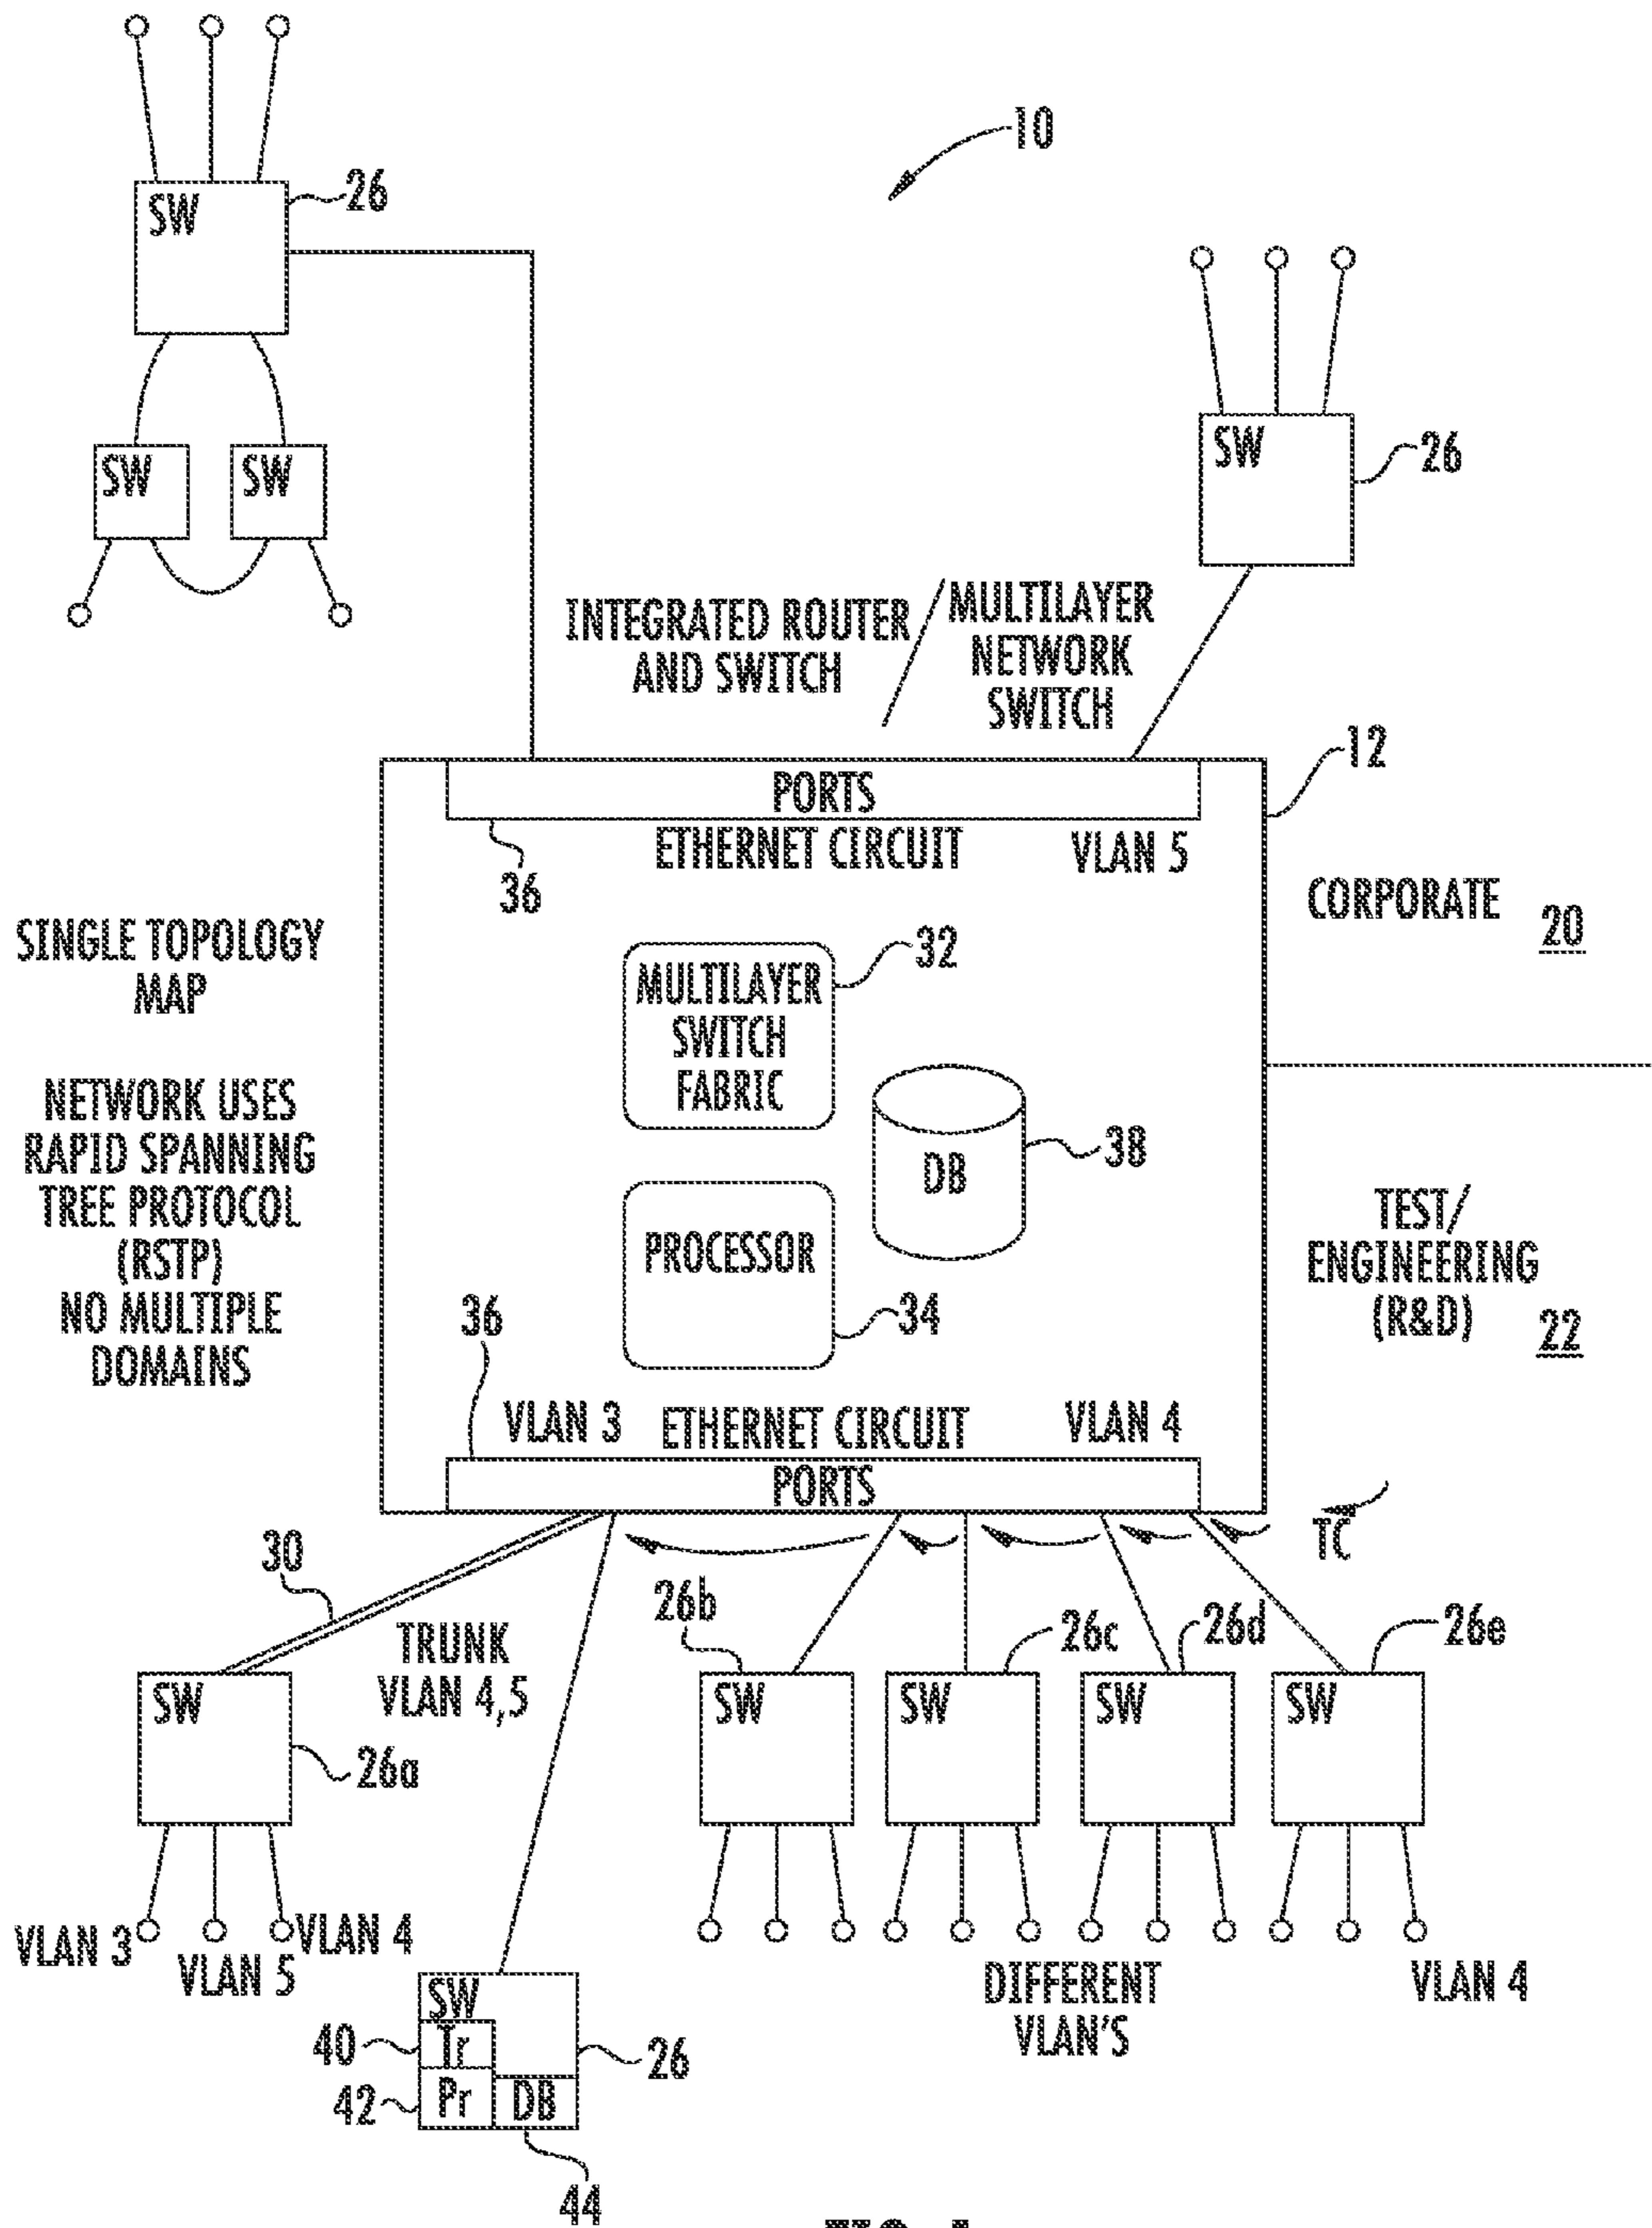 10
SW
26
SW
SW
SW
26
INTEGRATED ROUTER
AND SWITCH
/
MULTILAYER
NETWORK
SWITCH
12
PORTS
ETHERNET CIRCUIT
VLAN 5
36
CORPORATE
20
SINGLE TOPOLOGY
MAP
32
MULTILAYER
SWITCH
FABRIC
NETWORK USES
RAPID SPANNING
TREE PROTOCOL
(RSTP)
NO MULTIPLE
DOMAINS
38
DB
PROCESSOR
34
TEST/
ENGINEERING
(R&D)
22
36
VLAN 3
ETHERNET CIRCUIT
VLAN 4
PORTS
TC
30
TRUNK
VLAN 4,5
26b
26c
26d
26e
SW
26a
SW
SW
SW
SW
VLAN 3
VLAN 5
VLAN 4
DIFFERENT
VLAN'S
VLAN 4
SW
40
Tr
26
42
Pr
DB
44